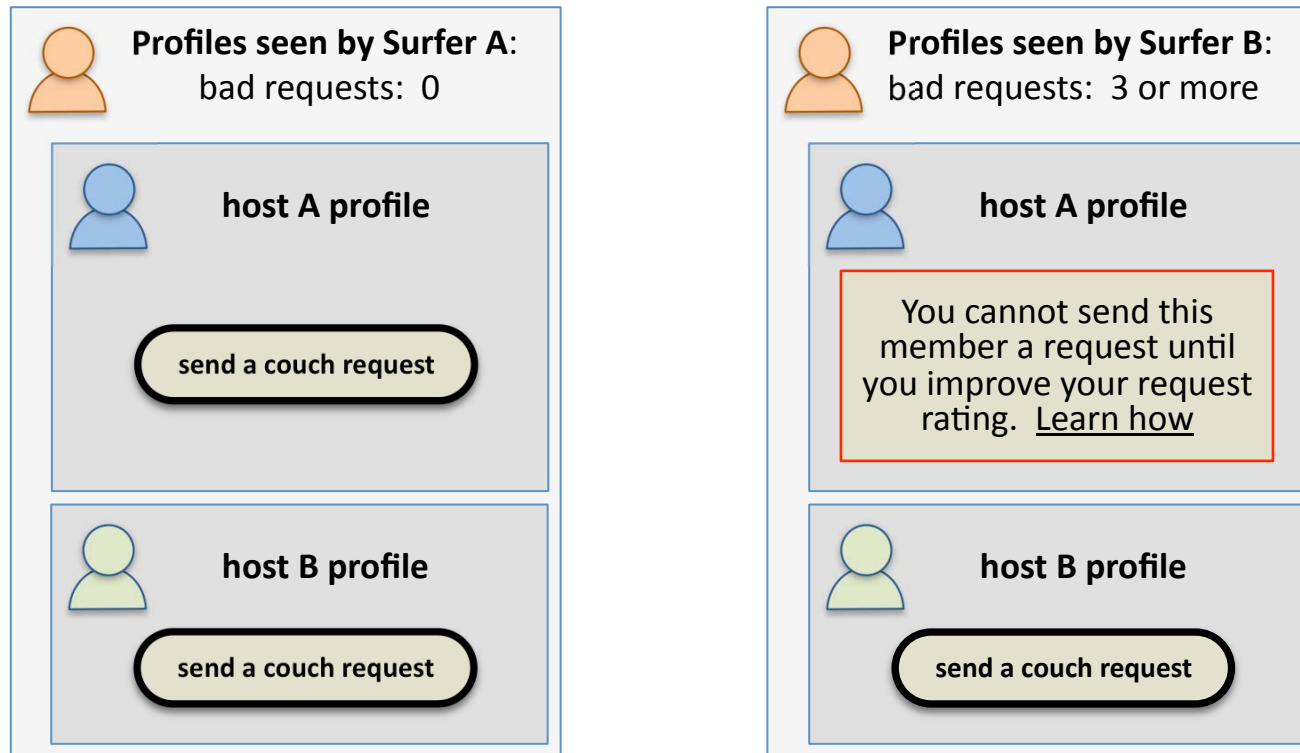 Profiles seen by Surfer A:
bad requests:  0
host A profile
send a couch request
host B profile
send a couch request
Profiles seen by Surfer B:
bad requests:  3 or more
host A profile
You cannot send this
member a request until
you improve your request
rating.  Learn how
host B profile
send a couch request